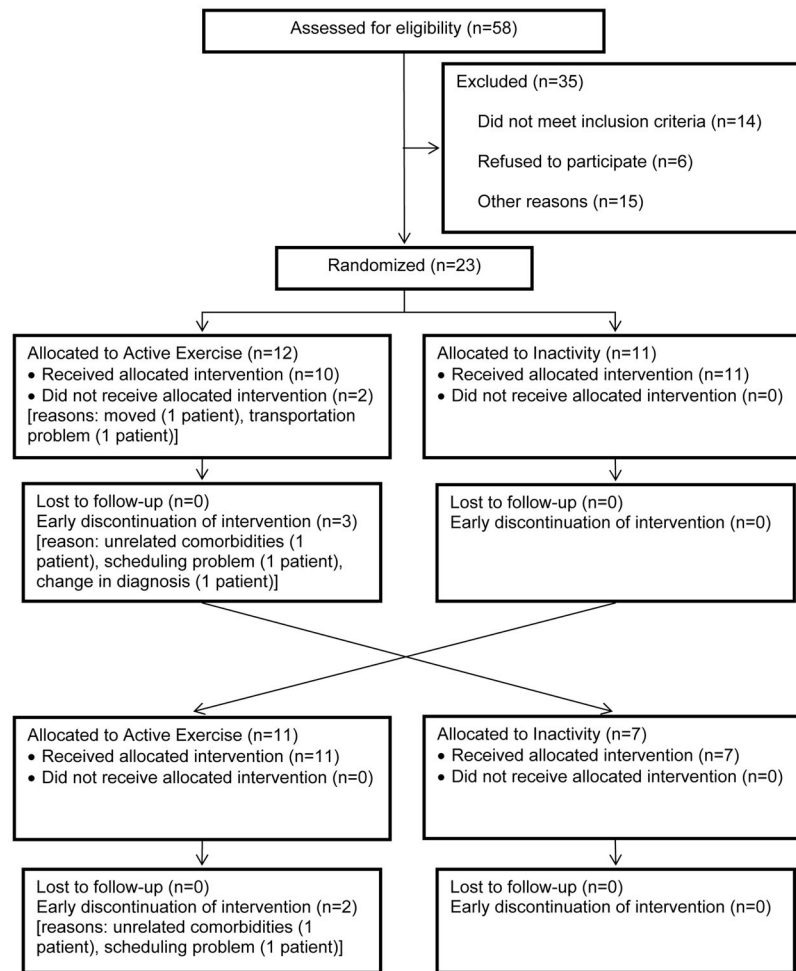 Assessed for eligibility (n=58)
Excluded (n=35)
Did not meet inclusion criteria (n=14)
Refused to participate (n=6)
Other reasons (n=15)
Randomized (n=23)
Allocated to Active Exercise (n=12)
• Received allocated intervention (n=10)
• Did not receive allocated intervention (n=2)
[reasons: moved (1 patient), transportation
problem (1 patient)]
Allocated to Inactivity (n=11)
• Received allocated intervention (n=11)
• Did not receive allocated intervention (n=0)
Lost to follow-up (n=0)
Early discontinuation of intervention (n=3)
[reason: unrelated comorbidities (1
patient), scheduling problem (1 patient),
change in diagnosis (1 patient)]
Lost to follow-up (n=0)
Early discontinuation of intervention (n=0)
Allocated to Active Exercise (n=11)
• Received allocated intervention (n=11)
• Did not receive allocated intervention (n=0)
Allocated to Inactivity (n=7)
• Received allocated intervention (n=7)
• Did not receive allocated intervention (n=0)
Lost to follow-up (n=0)
Early discontinuation of intervention (n=2)
[reasons: unrelated comorbidities (1
patient), scheduling problem (1 patient)]
Lost to follow-up (n=0)
Early discontinuation of intervention (n=0)